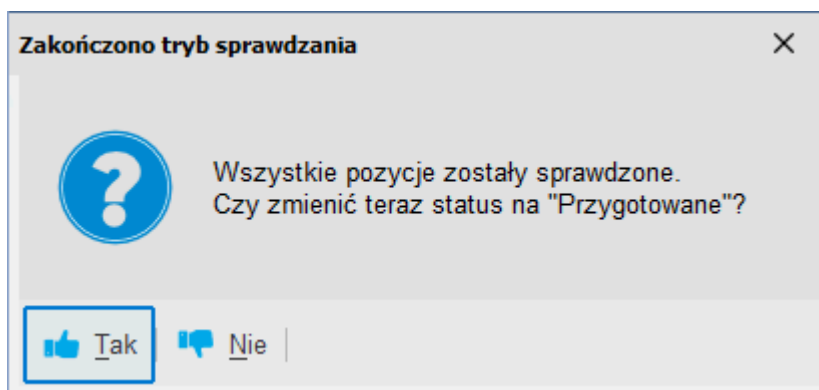 Zakończono tryb sprawdzania
Wszystkie pozycje zostały sprawdzone.
Czy zmienić teraz status na "Przygotowane"?
Tak Nie